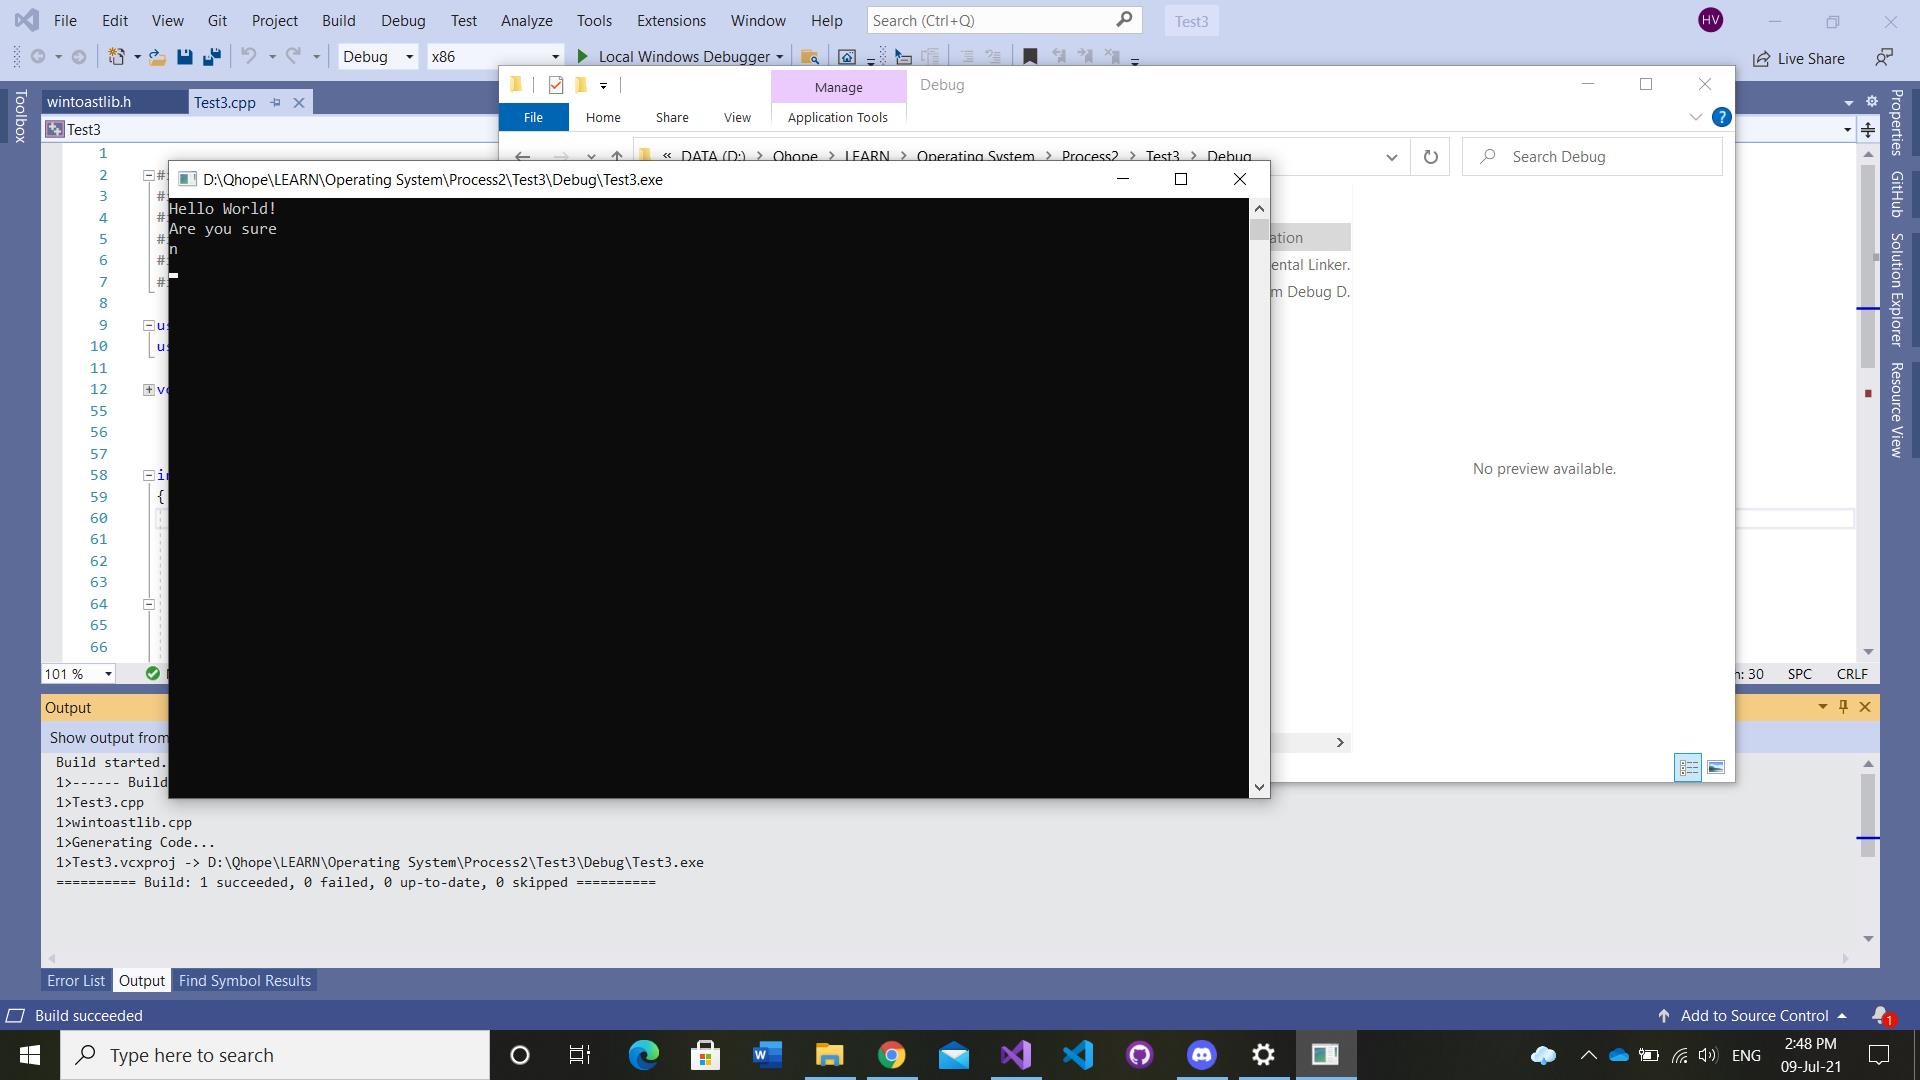 File Edit View Git Project Build Debug Test Analyze Tools Extensions Window Help Search (Ctrl+Q) Test3 HV
Debug x86 Local Windows Debugger Live Share
Toolbox
wintoastlib.h Test3.cpp
Test3
Manage Debug
File Home Share View Application Tools
« DATA (D:) > Qhope > LEARN > Operating System > Process2 > Test3 > Debug
Search Debug
D:\Qhope\LEARN\Operating System\Process2\Test3\Debug\Test3.exe
Hello World!
Are you sure
n
ental Linker.
m Debug D.
No preview available.
Properties
GitHub
Solution Explorer
Resource View
1
2
3
4
5
6
7
8
9 us
10 us
11
12
55
56
57
58
59 {
60
61
62
63
64
65
66
101 %
: 30 SPC CRLF
Output
Show output from
Build started.
1>------ Build
1>Test3.cpp
1>wintoastlib.cpp
1>Generating Code...
1>Test3.vcxproj -> D:\Qhope\LEARN\Operating System\Process2\Test3\Debug\Test3.exe
========== Build: 1 succeeded, 0 failed, 0 up-to-date, 0 skipped ==========
Error List Output Find Symbol Results
Build succeeded
Add to Source Control 1
Type here to search
ENG
2:48 PM
09-Jul-21